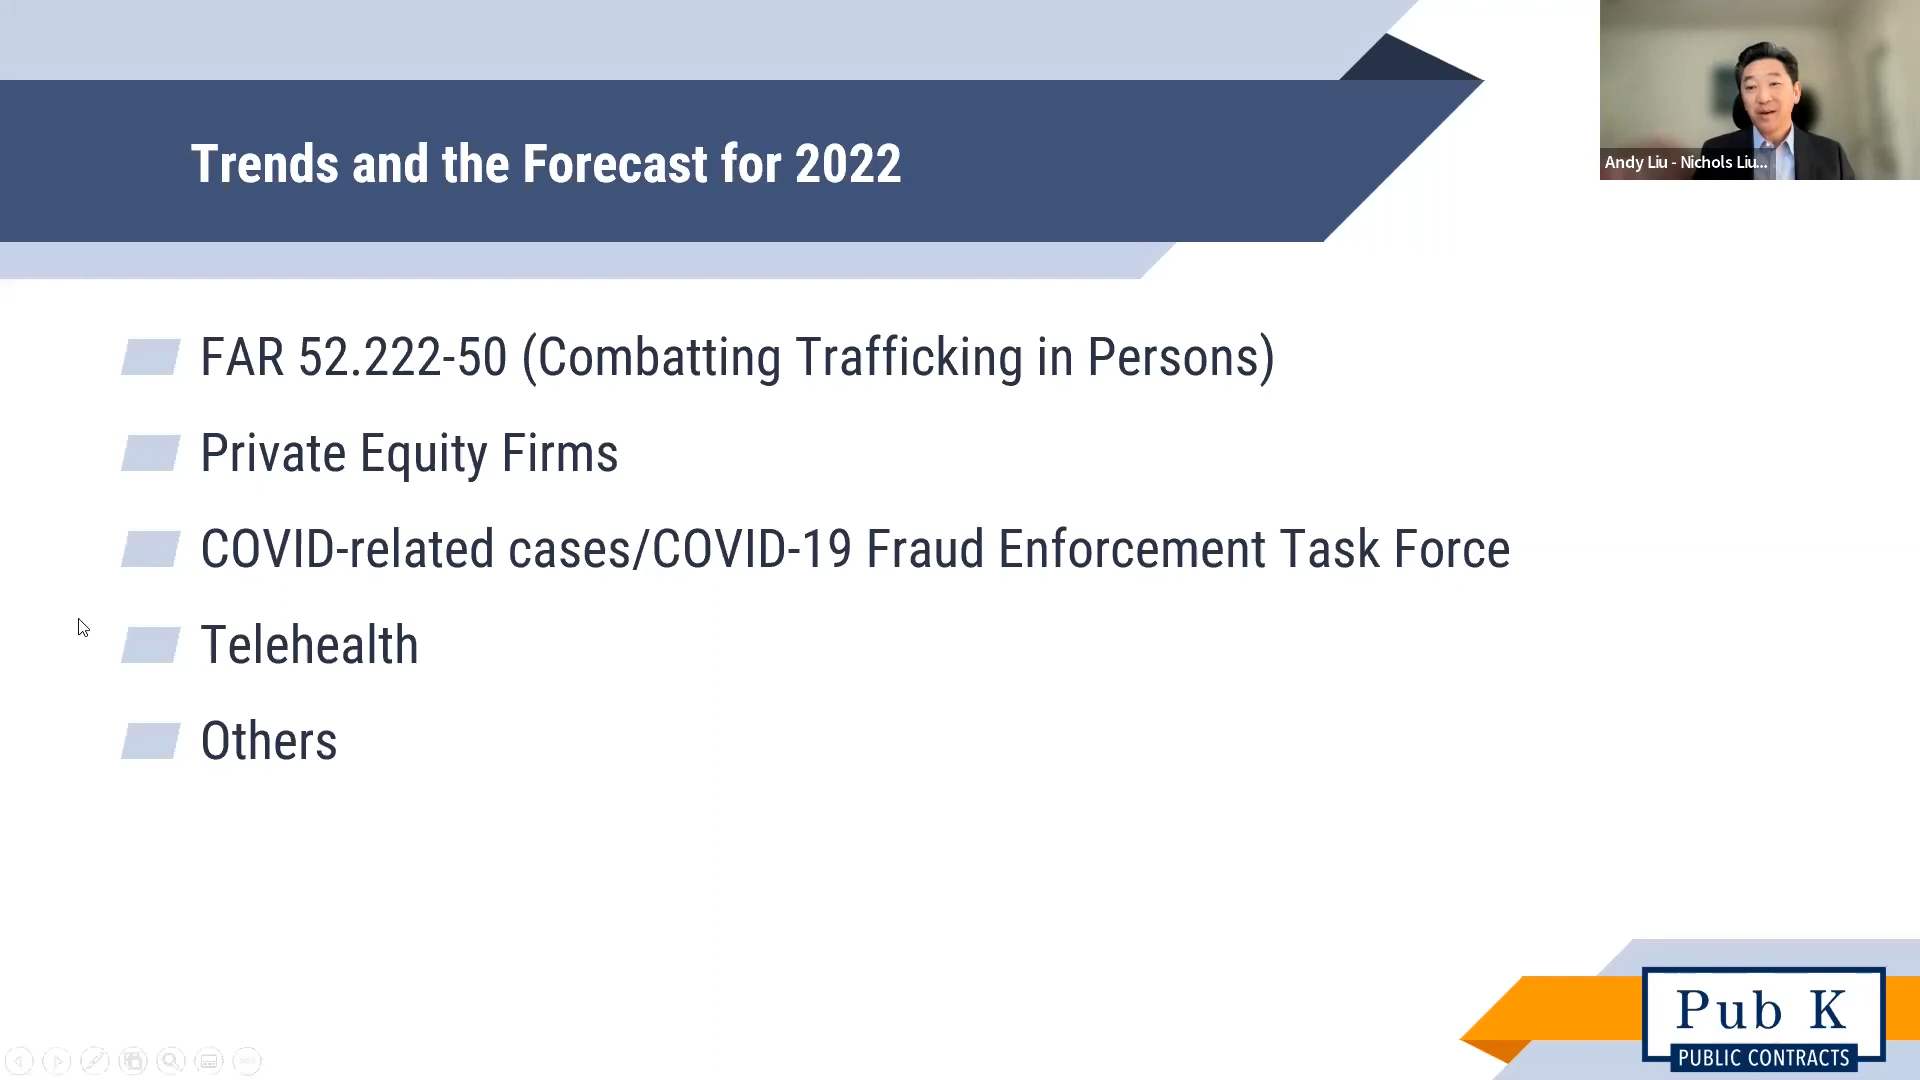 Trends and the Forecast for 2022
Andy Liu - Nichols Liu...
FAR 52.222-50 (Combatting Trafficking in Persons)
Private Equity Firms
COVID-related cases/COVID-19 Fraud Enforcement Task Force
Telehealth
Others
Pub K
PUBLIC CONTRACTS